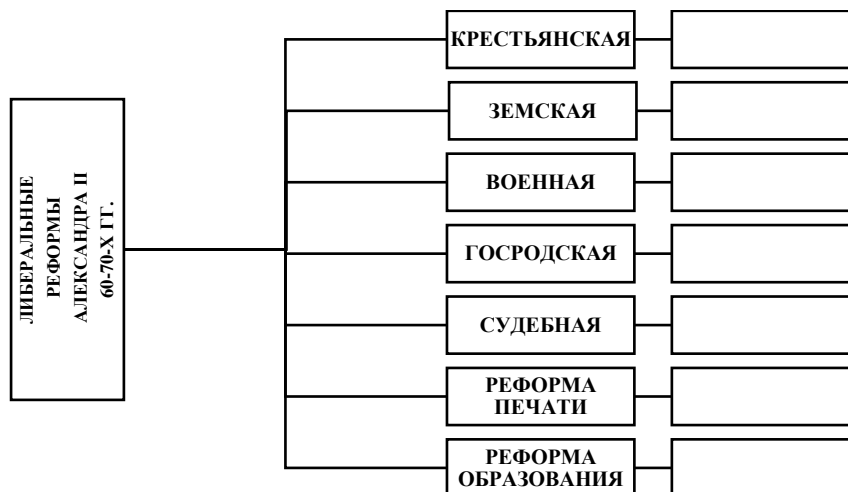 ЛИБЕРАЛЬНЫЕ
РЕФОРМЫ
АЛЕКСАНДРА II
60-70-Х ГГ.
КРЕСТЬЯНСКАЯ
ЗЕМСКАЯ
ВОЕННАЯ
ГОСРОДСКАЯ
СУДЕБНАЯ
РЕФОРМА
ПЕЧАТИ
РЕФОРМА
ОБРАЗОВАНИЯ